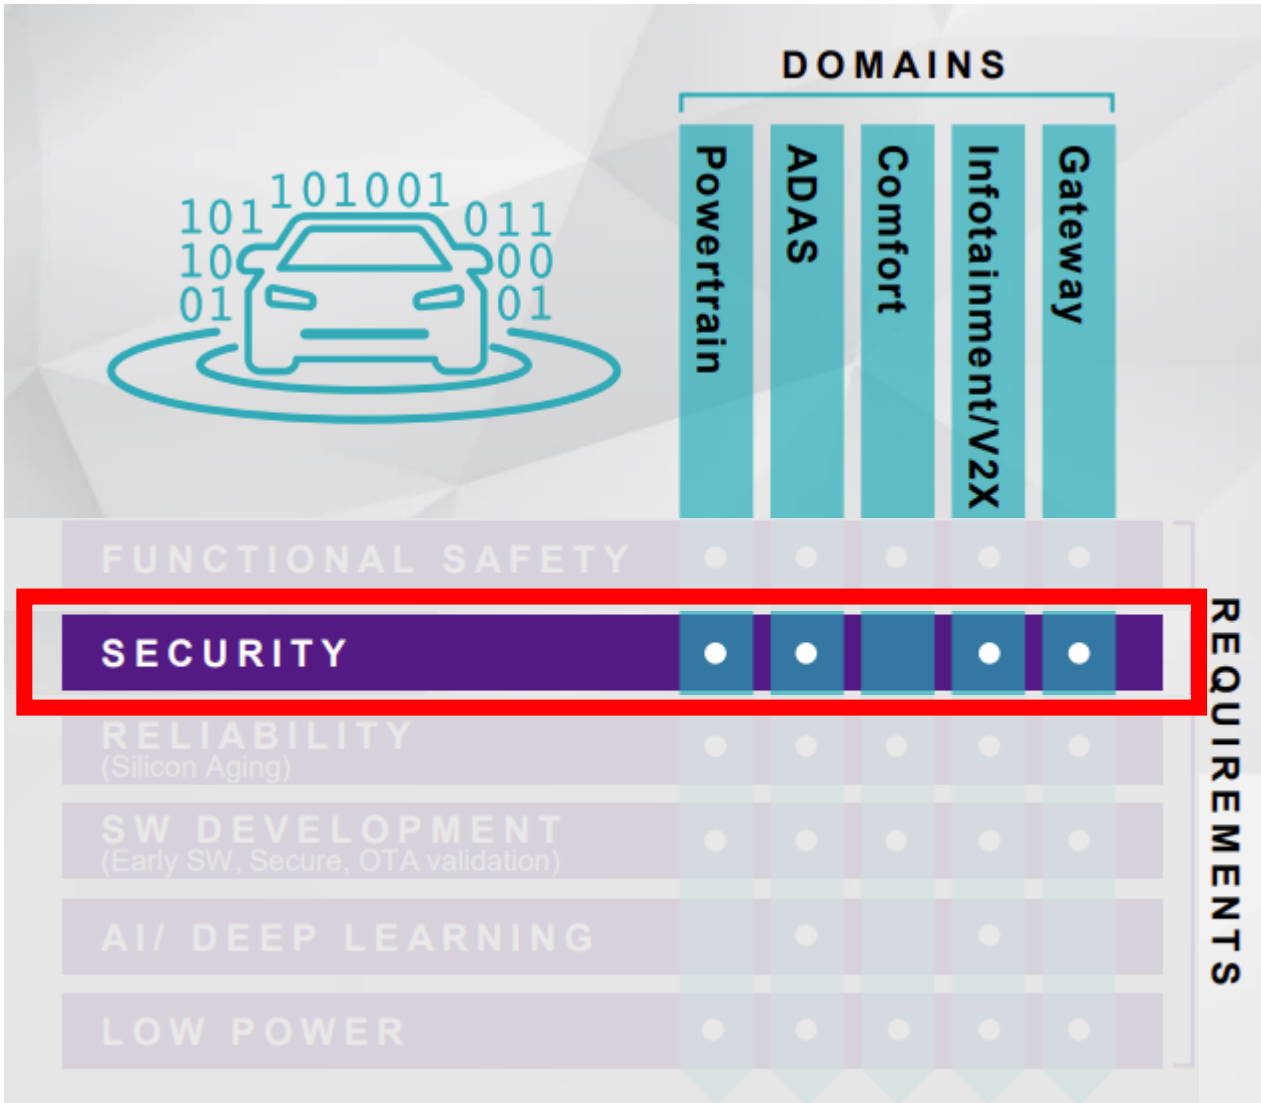 DOMAINS
Powertrain
ADAS
Comfort
Infotainment/V2X
Gateway
101001
101
011
10
00
01
01
FUNCTIONAL SAFETY
SECURITY
RELIABILITY
(Silicon Aging)
SW DEVELOPMENT
(Early SW, Secure, OTA validation)
AI/ DEEP LEARNING
LOW POWER
REQUIREMENTS